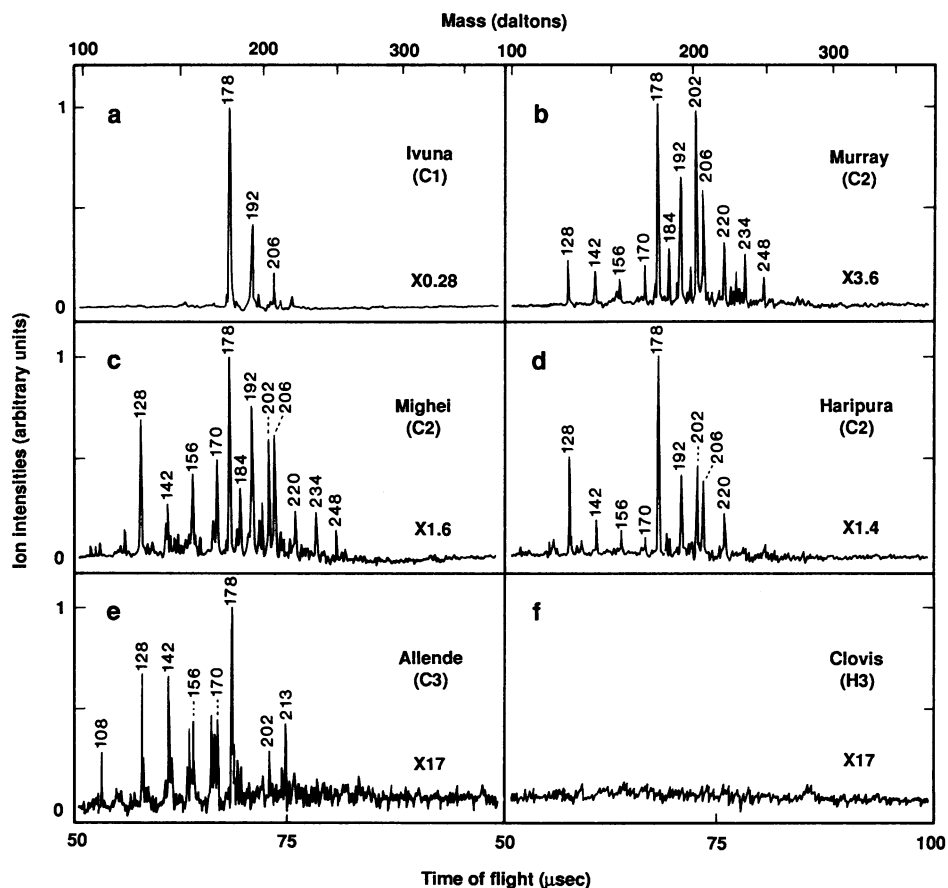 Mass (daltons)
100 200 300 100 200 300
Ion intensities (arbitrary units)
1
0
a
178
192
206
Ivuna
(C1)
X0.28
b
128
142
156
170
178
184
192
202
206
220
234
248
Murray
(C2)
X3.6
1
0
c
128
142
156
170
178
184
192
202
206
220
234
248
Mighei
(C2)
X1.6
d
128
142
156
170
178
192
202
206
220
Haripura
(C2)
X1.4
1
0
e
108
128
142
156
170
178
202
213
Allende
(C3)
X17
f
Clovis
(H3)
X17
50 75 50 75 100
Time of flight (μsec)